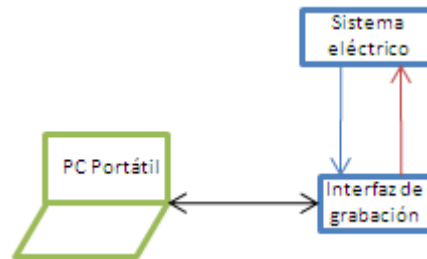 Sistema
eléctrico
PC Portátil
Interfaz de
grabación